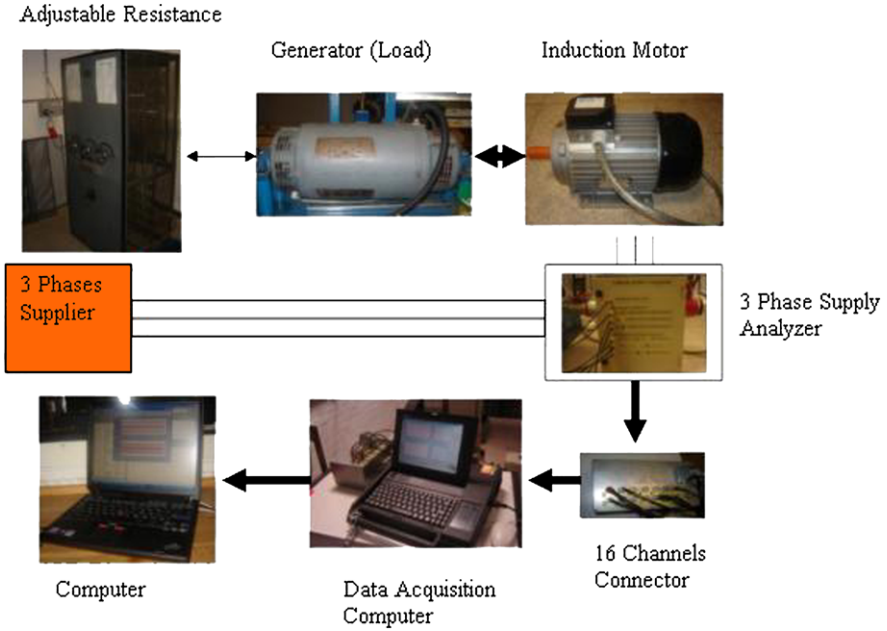 Adjustable Resistance
Generator (Load)
Induction Motor
3 Phases
Supplier
3 Phase Supply
Analyzer
16 Channels
Connector
Data Acquisition
Computer
Computer